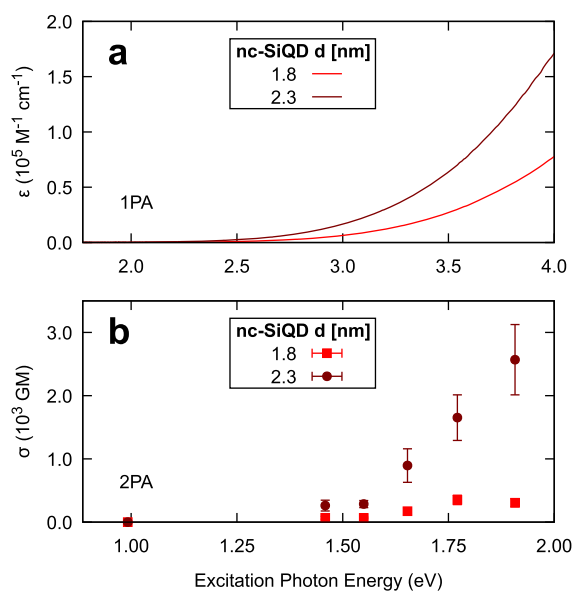 a
nc-SiQD d [nm]
1.8
2.3
1PA
ε (10⁵ M⁻¹ cm⁻¹)
2.0
1.5
1.0
0.5
0.0
2.0 2.5 3.0 3.5 4.0
b
nc-SiQD d [nm]
1.8
2.3
2PA
σ (10³ GM)
3.0
2.0
1.0
0.0
1.00 1.25 1.50 1.75 2.00
Excitation Photon Energy (eV)